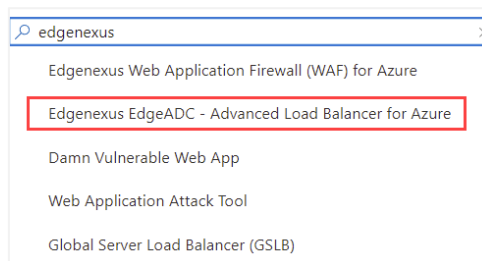 edgenexus
Edgenexus Web Application Firewall (WAF) for Azure
Edgenexus EdgeADC - Advanced Load Balancer for Azure
Damn Vulnerable Web App
Web Application Attack Tool
Global Server Load Balancer (GSLB)